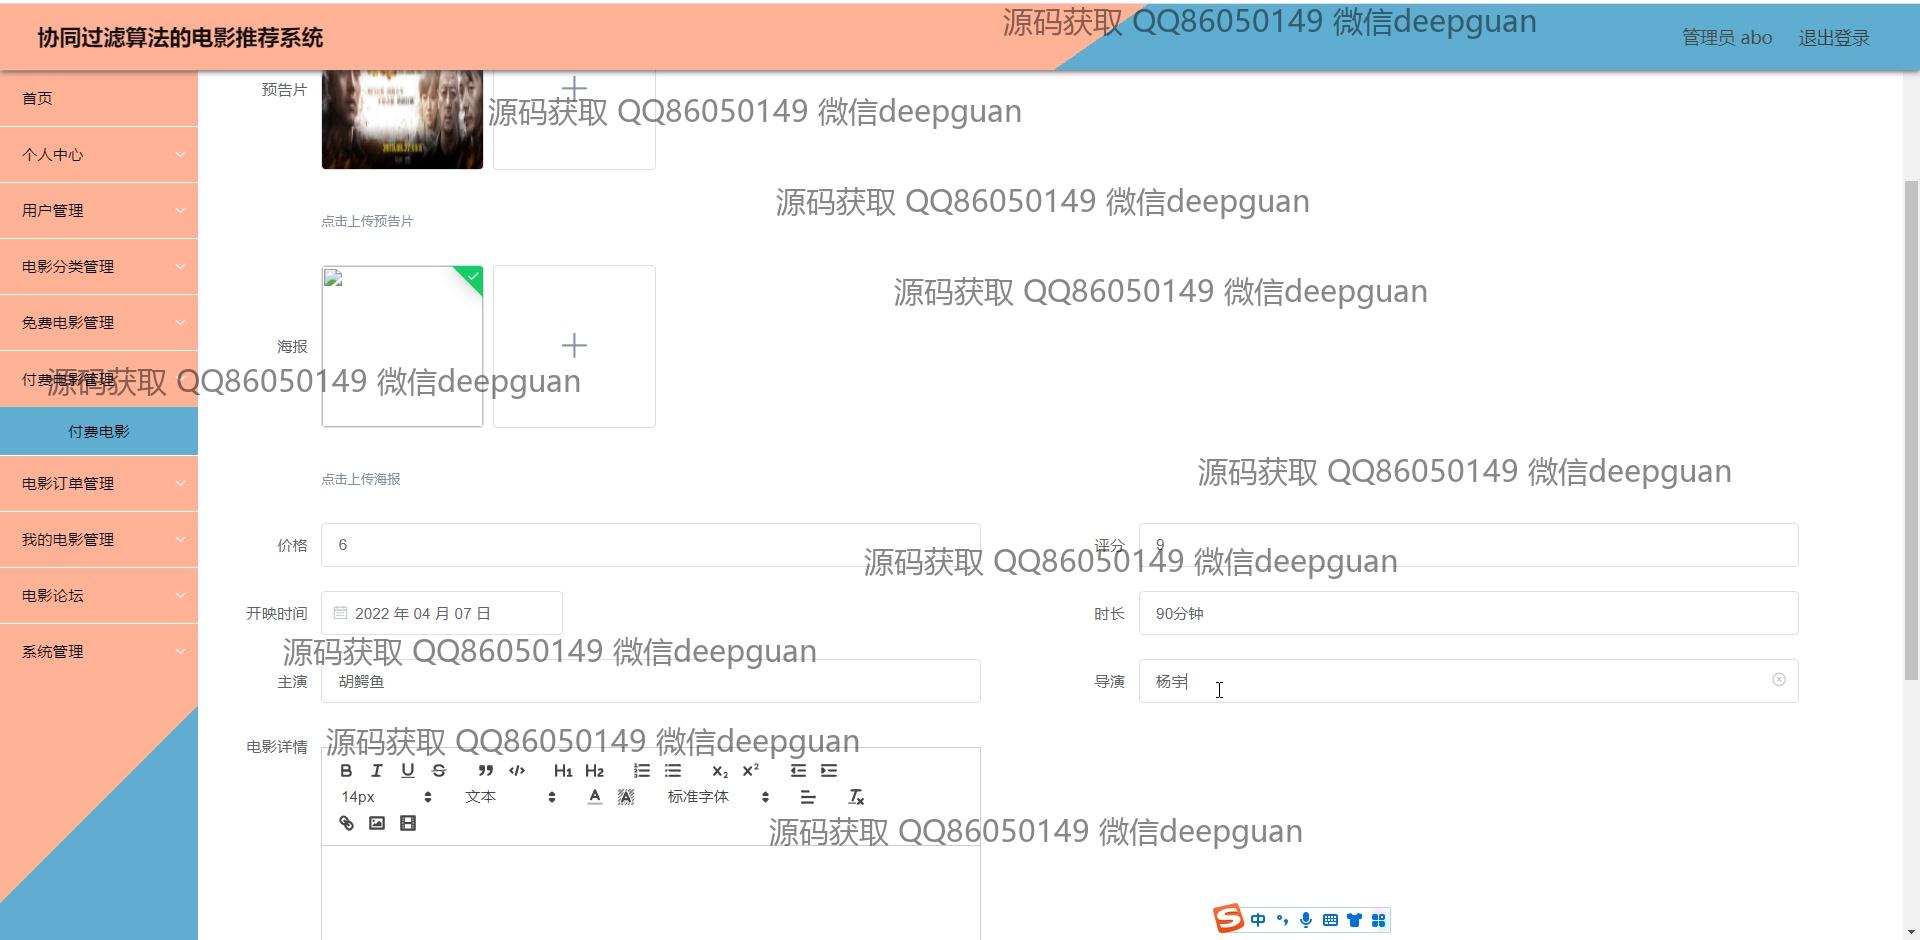 协同过滤算法的电影推荐系统
源码获取 QQ86050149 微信deepguan
管理员 abo
退出登录
首页
个人中心
用户管理
电影分类管理
免费电影管理
付费电影管理
付费电影
电影订单管理
我的电影管理
电影论坛
系统管理
预告片
源码获取 QQ86050149 微信deepguan
源码获取 QQ86050149 微信deepguan
点击上传预告片
源码获取 QQ86050149 微信deepguan
海报
源码获取 QQ86050149 微信deepguan
点击上传海报
源码获取 QQ86050149 微信deepguan
价格 6
评分 9
源码获取 QQ86050149 微信deepguan
开映时间 2022 年 04 月 07 日
时长 90分钟
源码获取 QQ86050149 微信deepguan
主演 胡鳄鱼
导演 杨宇
电影详情
源码获取 QQ86050149 微信deepguan
B I U S H1 H2 X2 X2
14px 文本 A A 标准字体 Tx
源码获取 QQ86050149 微信deepguan
S 中